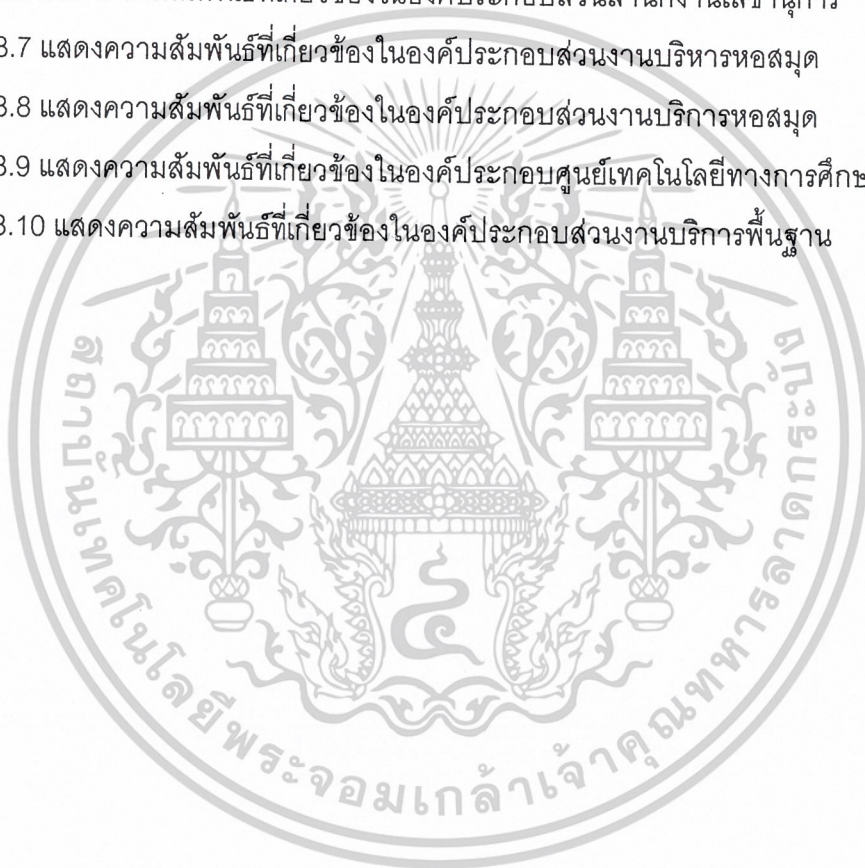 3.7 แสดงความสัมพันธ์ที่เกี่ยวข้องในองค์ประกอบส่วนงานบริหารหอสมุด
3.8 แสดงความสัมพันธ์ที่เกี่ยวข้องในองค์ประกอบส่วนงานบริการหอสมุด
3.9 แสดงความสัมพันธ์ที่เกี่ยวข้องในองค์ประกอบศูนย์เทคโนโลยีทางการศึกษ
3.10 แสดงความสัมพันธ์ที่เกี่ยวข้องในองค์ประกอบส่วนงานบริการพื้นฐาน
สถาบันเทคโนโลยีพระจอมเกล้าเจ้าคุณทหารลาดกระบัง